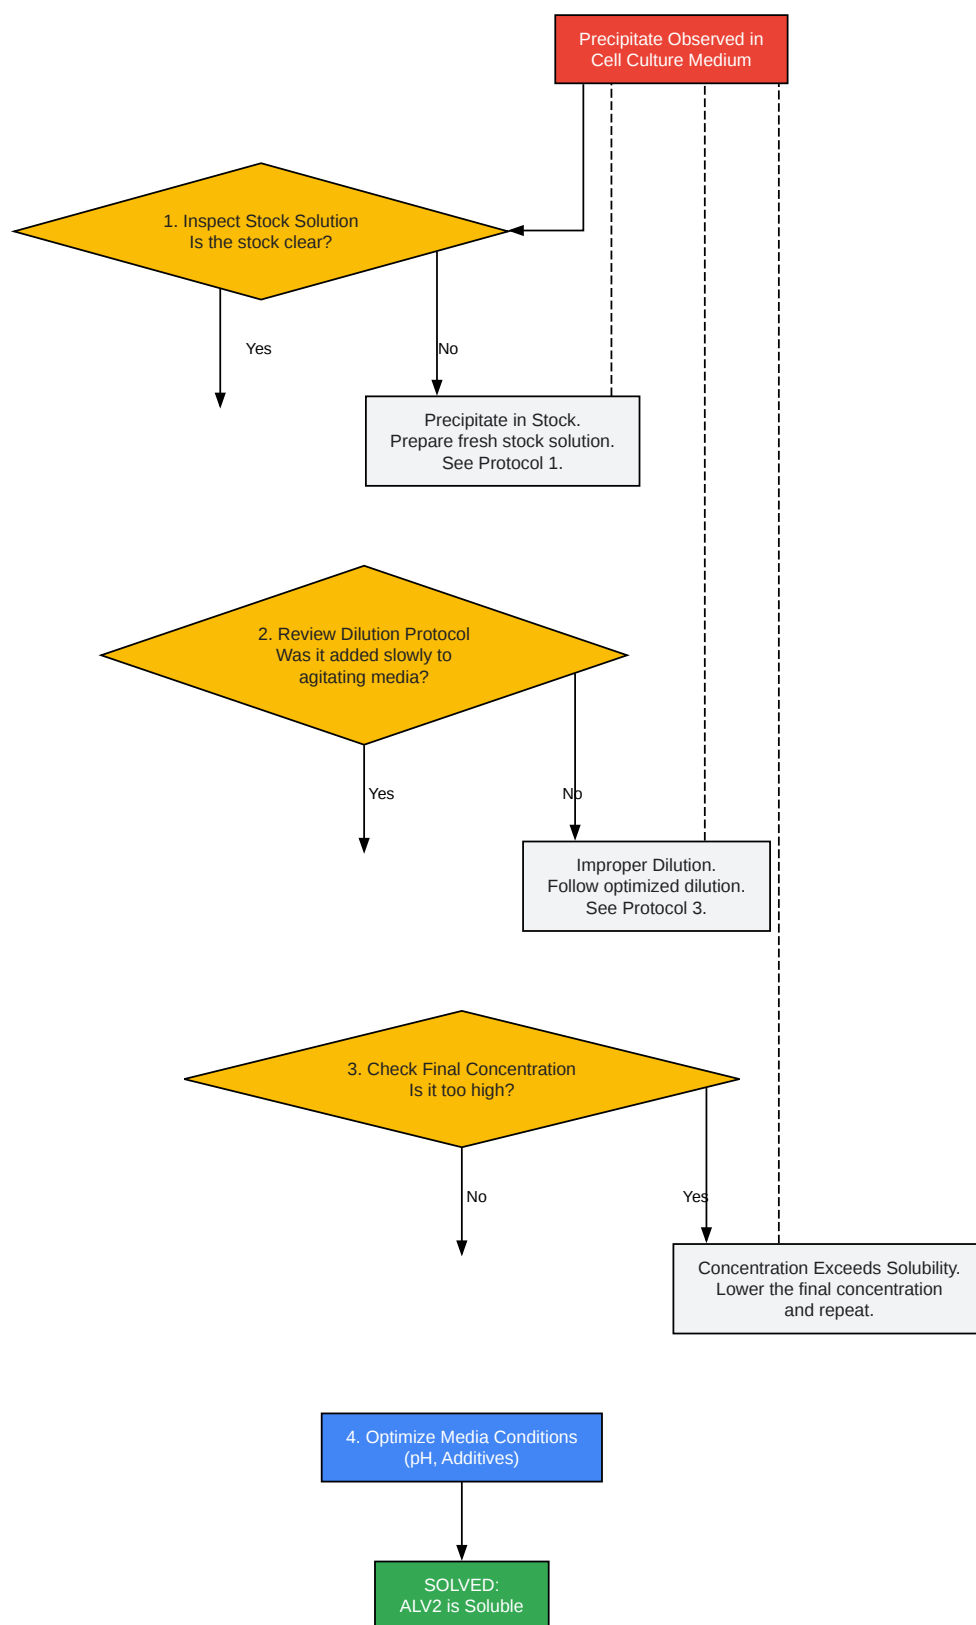 Precipitate Observed in
Cell Culture Medium
1. Inspect Stock Solution
Is the stock clear?
Yes
No
Precipitate in Stock.
Prepare fresh stock solution.
See Protocol 1.
2. Review Dilution Protocol
Was it added slowly to
agitating media?
Yes
No
Improper Dilution.
Follow optimized dilution.
See Protocol 3.
3. Check Final Concentration
Is it too high?
No
Yes
Concentration Exceeds Solubility.
Lower the final concentration
and repeat.
4. Optimize Media Conditions
(pH, Additives)
SOLVED:
ALV2 is Soluble